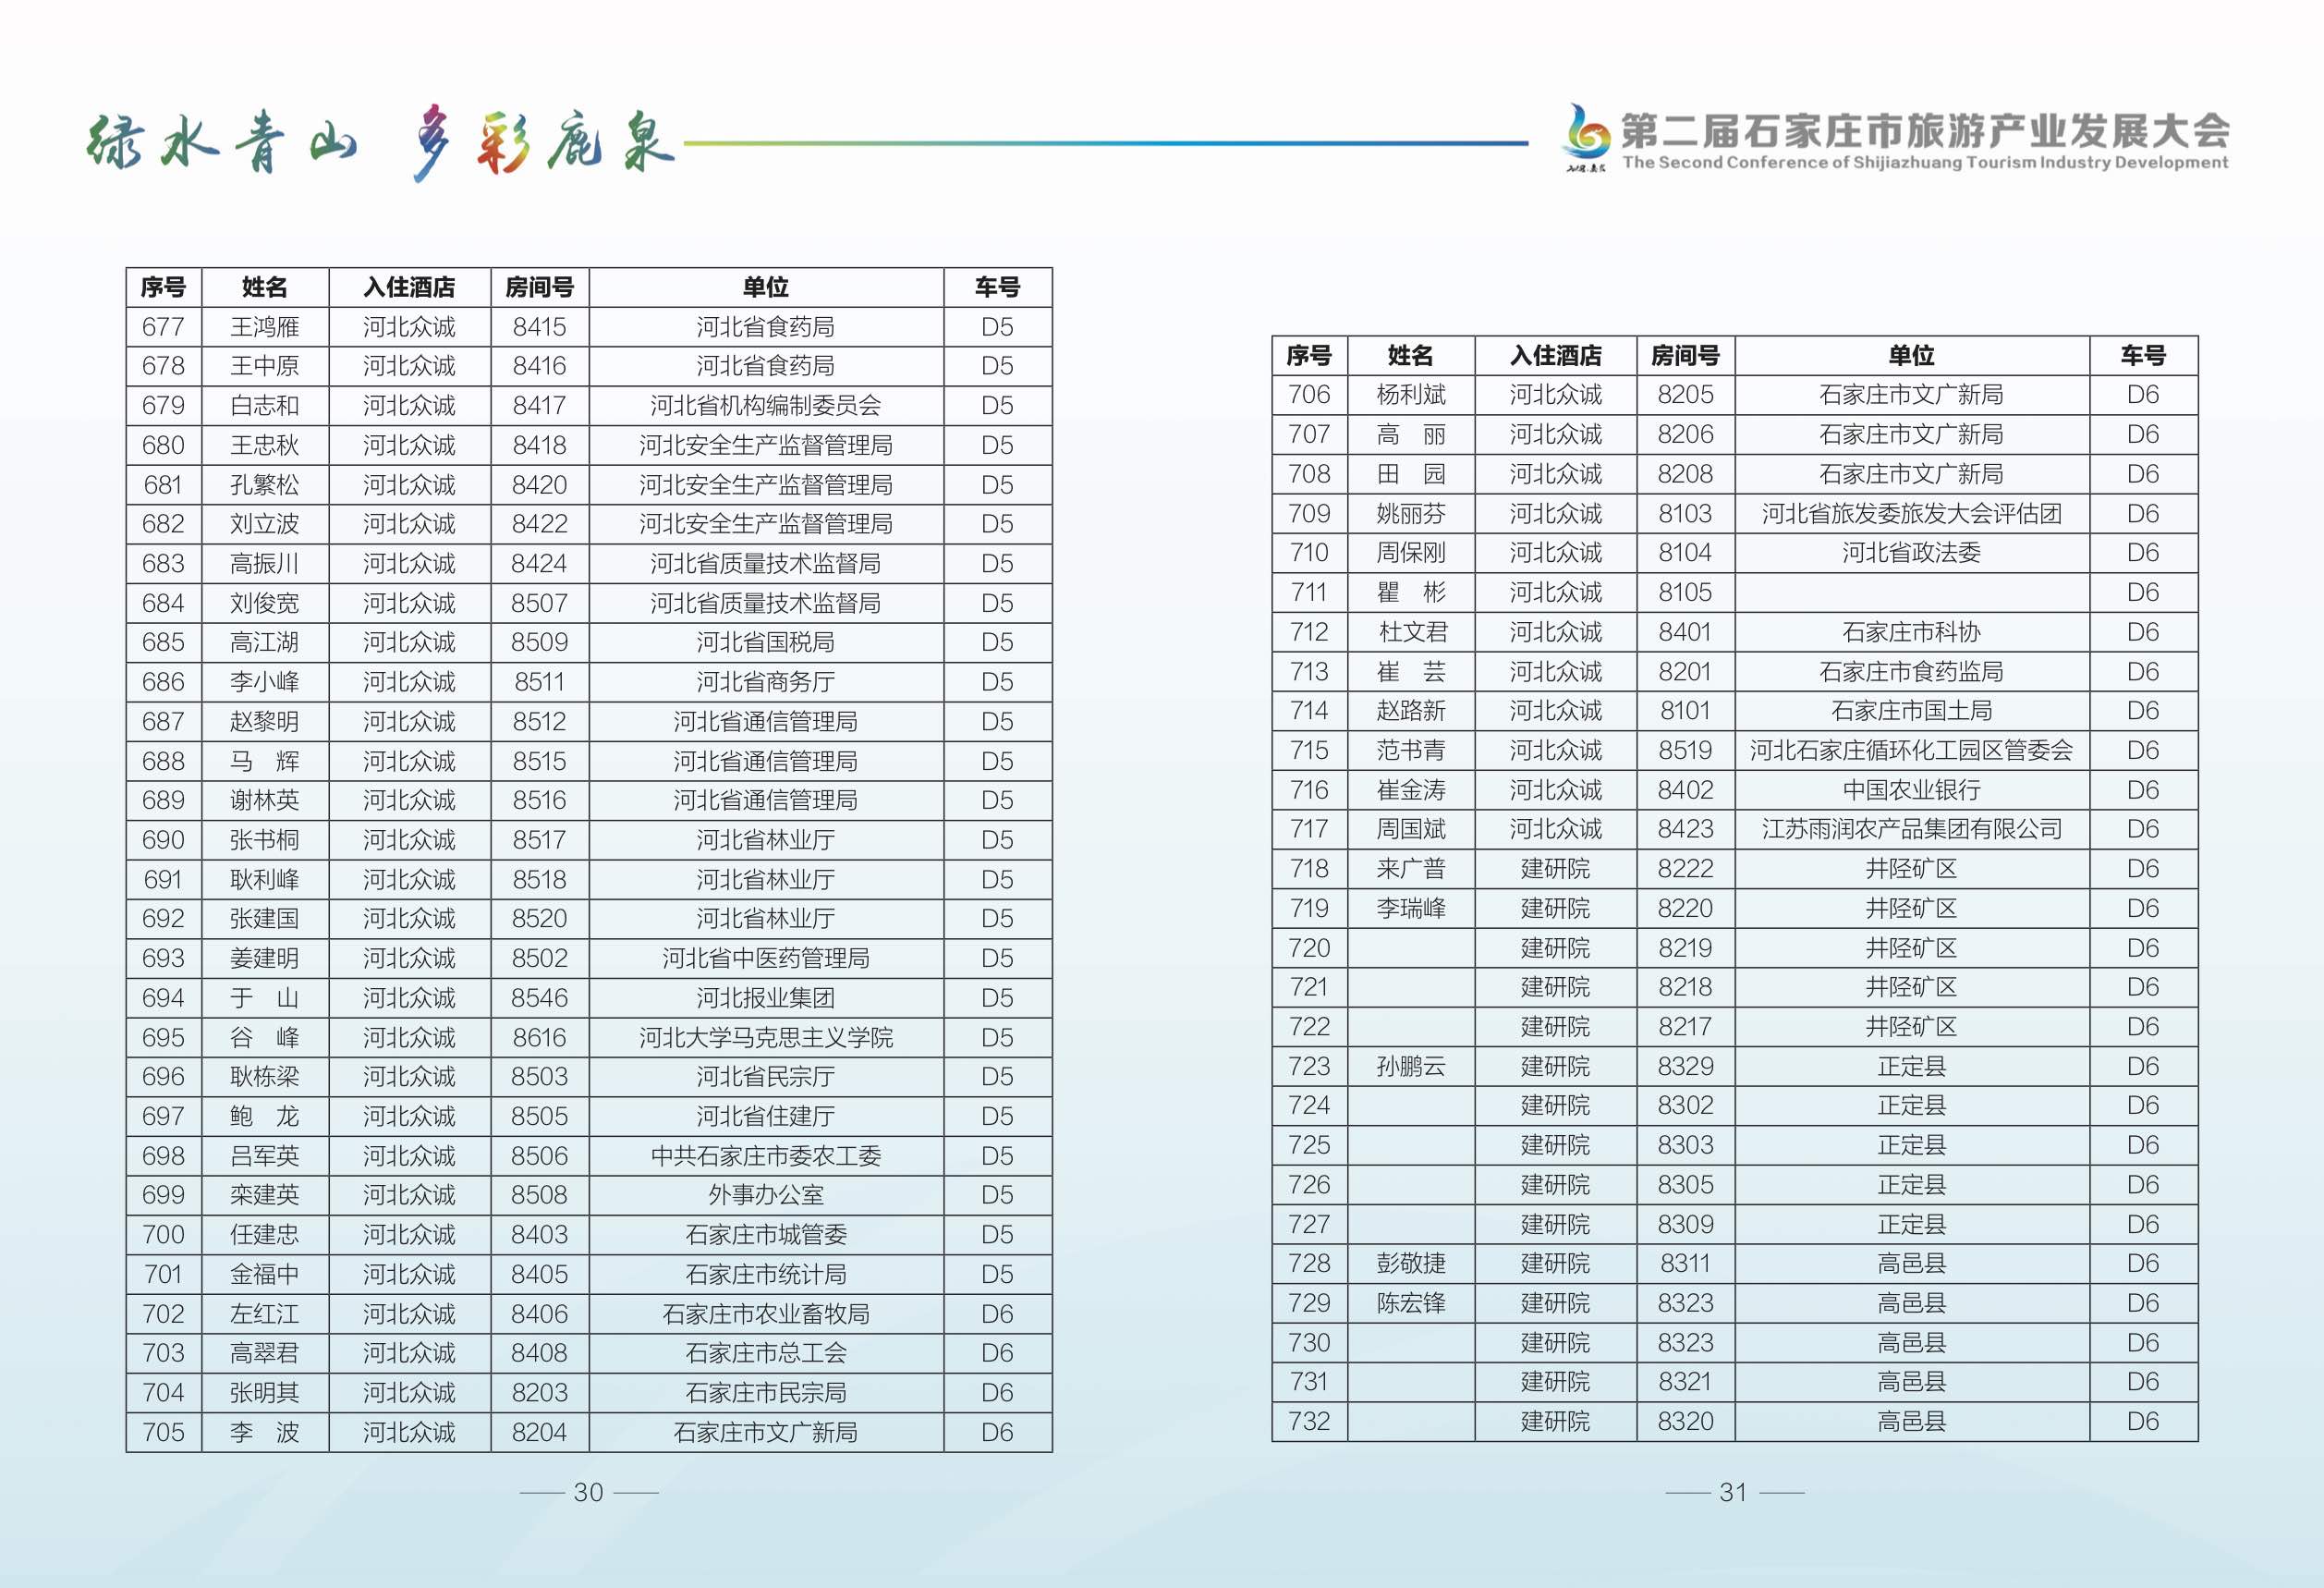 绿水青山 多彩鹿泉
第二届石家庄市旅游产业发展大会
The Second Conference of Shijiazhuang Tourism Industry Development
序号 姓名 入住酒店 房间号 单位 车号
677 王鸿雁 河北众诚 8415 河北省食药局 D5
678 王中原 河北众诚 8416 河北省食药局 D5
679 白志和 河北众诚 8417 河北省机构编制委员会 D5
680 王忠秋 河北众诚 8418 河北安全生产监督管理局 D5
681 孔繁松 河北众诚 8420 河北安全生产监督管理局 D5
682 刘立波 河北众诚 8422 河北安全生产监督管理局 D5
683 高振川 河北众诚 8424 河北省质量技术监督局 D5
684 刘俊宽 河北众诚 8507 河北省质量技术监督局 D5
685 高江湖 河北众诚 8509 河北省国税局 D5
686 李小峰 河北众诚 8511 河北省商务厅 D5
687 赵黎明 河北众诚 8512 河北省通信管理局 D5
688 马　辉 河北众诚 8515 河北省通信管理局 D5
689 谢林英 河北众诚 8516 河北省通信管理局 D5
690 张书桐 河北众诚 8517 河北省林业厅 D5
691 耿利峰 河北众诚 8518 河北省林业厅 D5
692 张建国 河北众诚 8520 河北省林业厅 D5
693 姜建明 河北众诚 8502 河北省中医药管理局 D5
694 于　山 河北众诚 8546 河北报业集团 D5
695 谷　峰 河北众诚 8616 河北大学马克思主义学院 D5
696 耿栋梁 河北众诚 8503 河北省民宗厅 D5
697 鲍　龙 河北众诚 8505 河北省住建厅 D5
698 吕军英 河北众诚 8506 中共石家庄市委农工委 D5
699 栾建英 河北众诚 8508 外事办公室 D5
700 任建忠 河北众诚 8403 石家庄市城管委 D5
701 金福中 河北众诚 8405 石家庄市统计局 D5
702 左红江 河北众诚 8406 石家庄市农业畜牧局 D6
703 高翠君 河北众诚 8408 石家庄市总工会 D6
704 张明其 河北众诚 8203 石家庄市民宗局 D6
705 李　波 河北众诚 8204 石家庄市文广新局 D6
30
序号 姓名 入住酒店 房间号 单位 车号
706 杨利斌 河北众诚 8205 石家庄市文广新局 D6
707 高　丽 河北众诚 8206 石家庄市文广新局 D6
708 田　园 河北众诚 8208 石家庄市文广新局 D6
709 姚丽芬 河北众诚 8103 河北省旅发委旅发大会评估团 D6
710 周保刚 河北众诚 8104 河北省政法委 D6
711 瞿　彬 河北众诚 8105 D6
712 杜文君 河北众诚 8401 石家庄市科协 D6
713 崔　芸 河北众诚 8201 石家庄市食药监局 D6
714 赵路新 河北众诚 8101 石家庄市国土局 D6
715 范书青 河北众诚 8519 河北石家庄循环化工园区管委会 D6
716 崔金涛 河北众诚 8402 中国农业银行 D6
717 周国斌 河北众诚 8423 江苏雨润农产品集团有限公司 D6
718 来广普 建研院 8222 井陉矿区 D6
719 李瑞峰 建研院 8220 井陉矿区 D6
720 建研院 8219 井陉矿区 D6
721 建研院 8218 井陉矿区 D6
722 建研院 8217 井陉矿区 D6
723 孙鹏云 建研院 8329 正定县 D6
724 建研院 8302 正定县 D6
725 建研院 8303 正定县 D6
726 建研院 8305 正定县 D6
727 建研院 8309 正定县 D6
728 彭敬捷 建研院 8311 高邑县 D6
729 陈宏锋 建研院 8323 高邑县 D6
730 建研院 8323 高邑县 D6
731 建研院 8321 高邑县 D6
732 建研院 8320 高邑县 D6
31